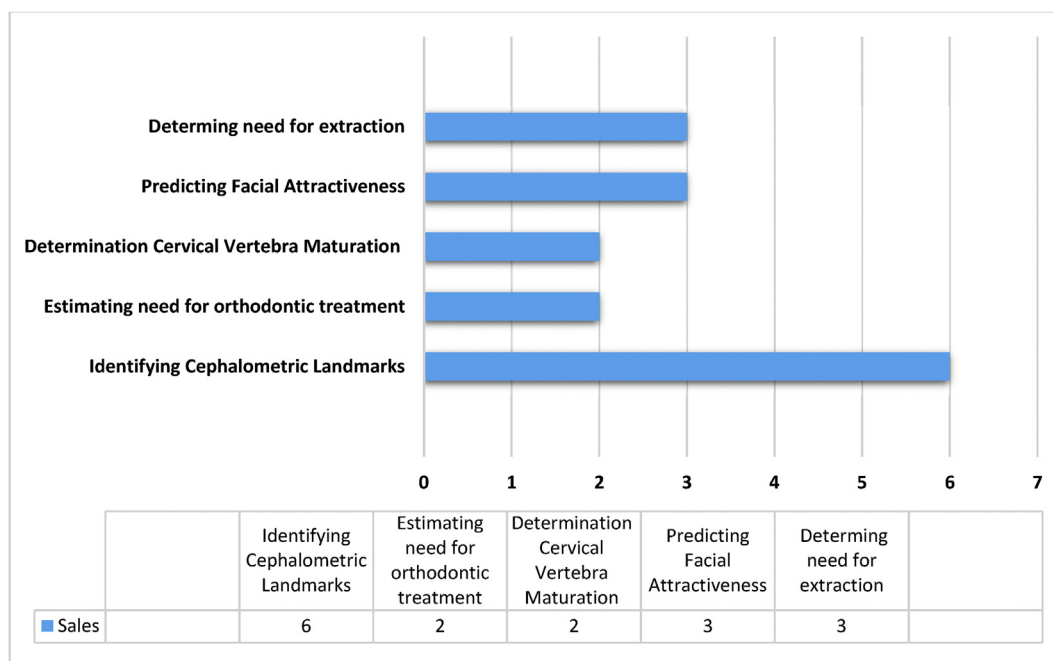 Determing need for extraction
Predicting Facial Attractiveness
Determination Cervical Vertebra Maturation
Estimating need for orthodontic treatment
Identifying Cephalometric Landmarks
0 1 2 3 4 5 6 7
Identifying
Cephalometric
Landmarks
Estimating
need for
orthodontic
treatment
Determination
Cervical
Vertebra
Maturation
Predicting
Facial
Attractiveness
Determing
need for
extraction
Sales 6 2 2 3 3